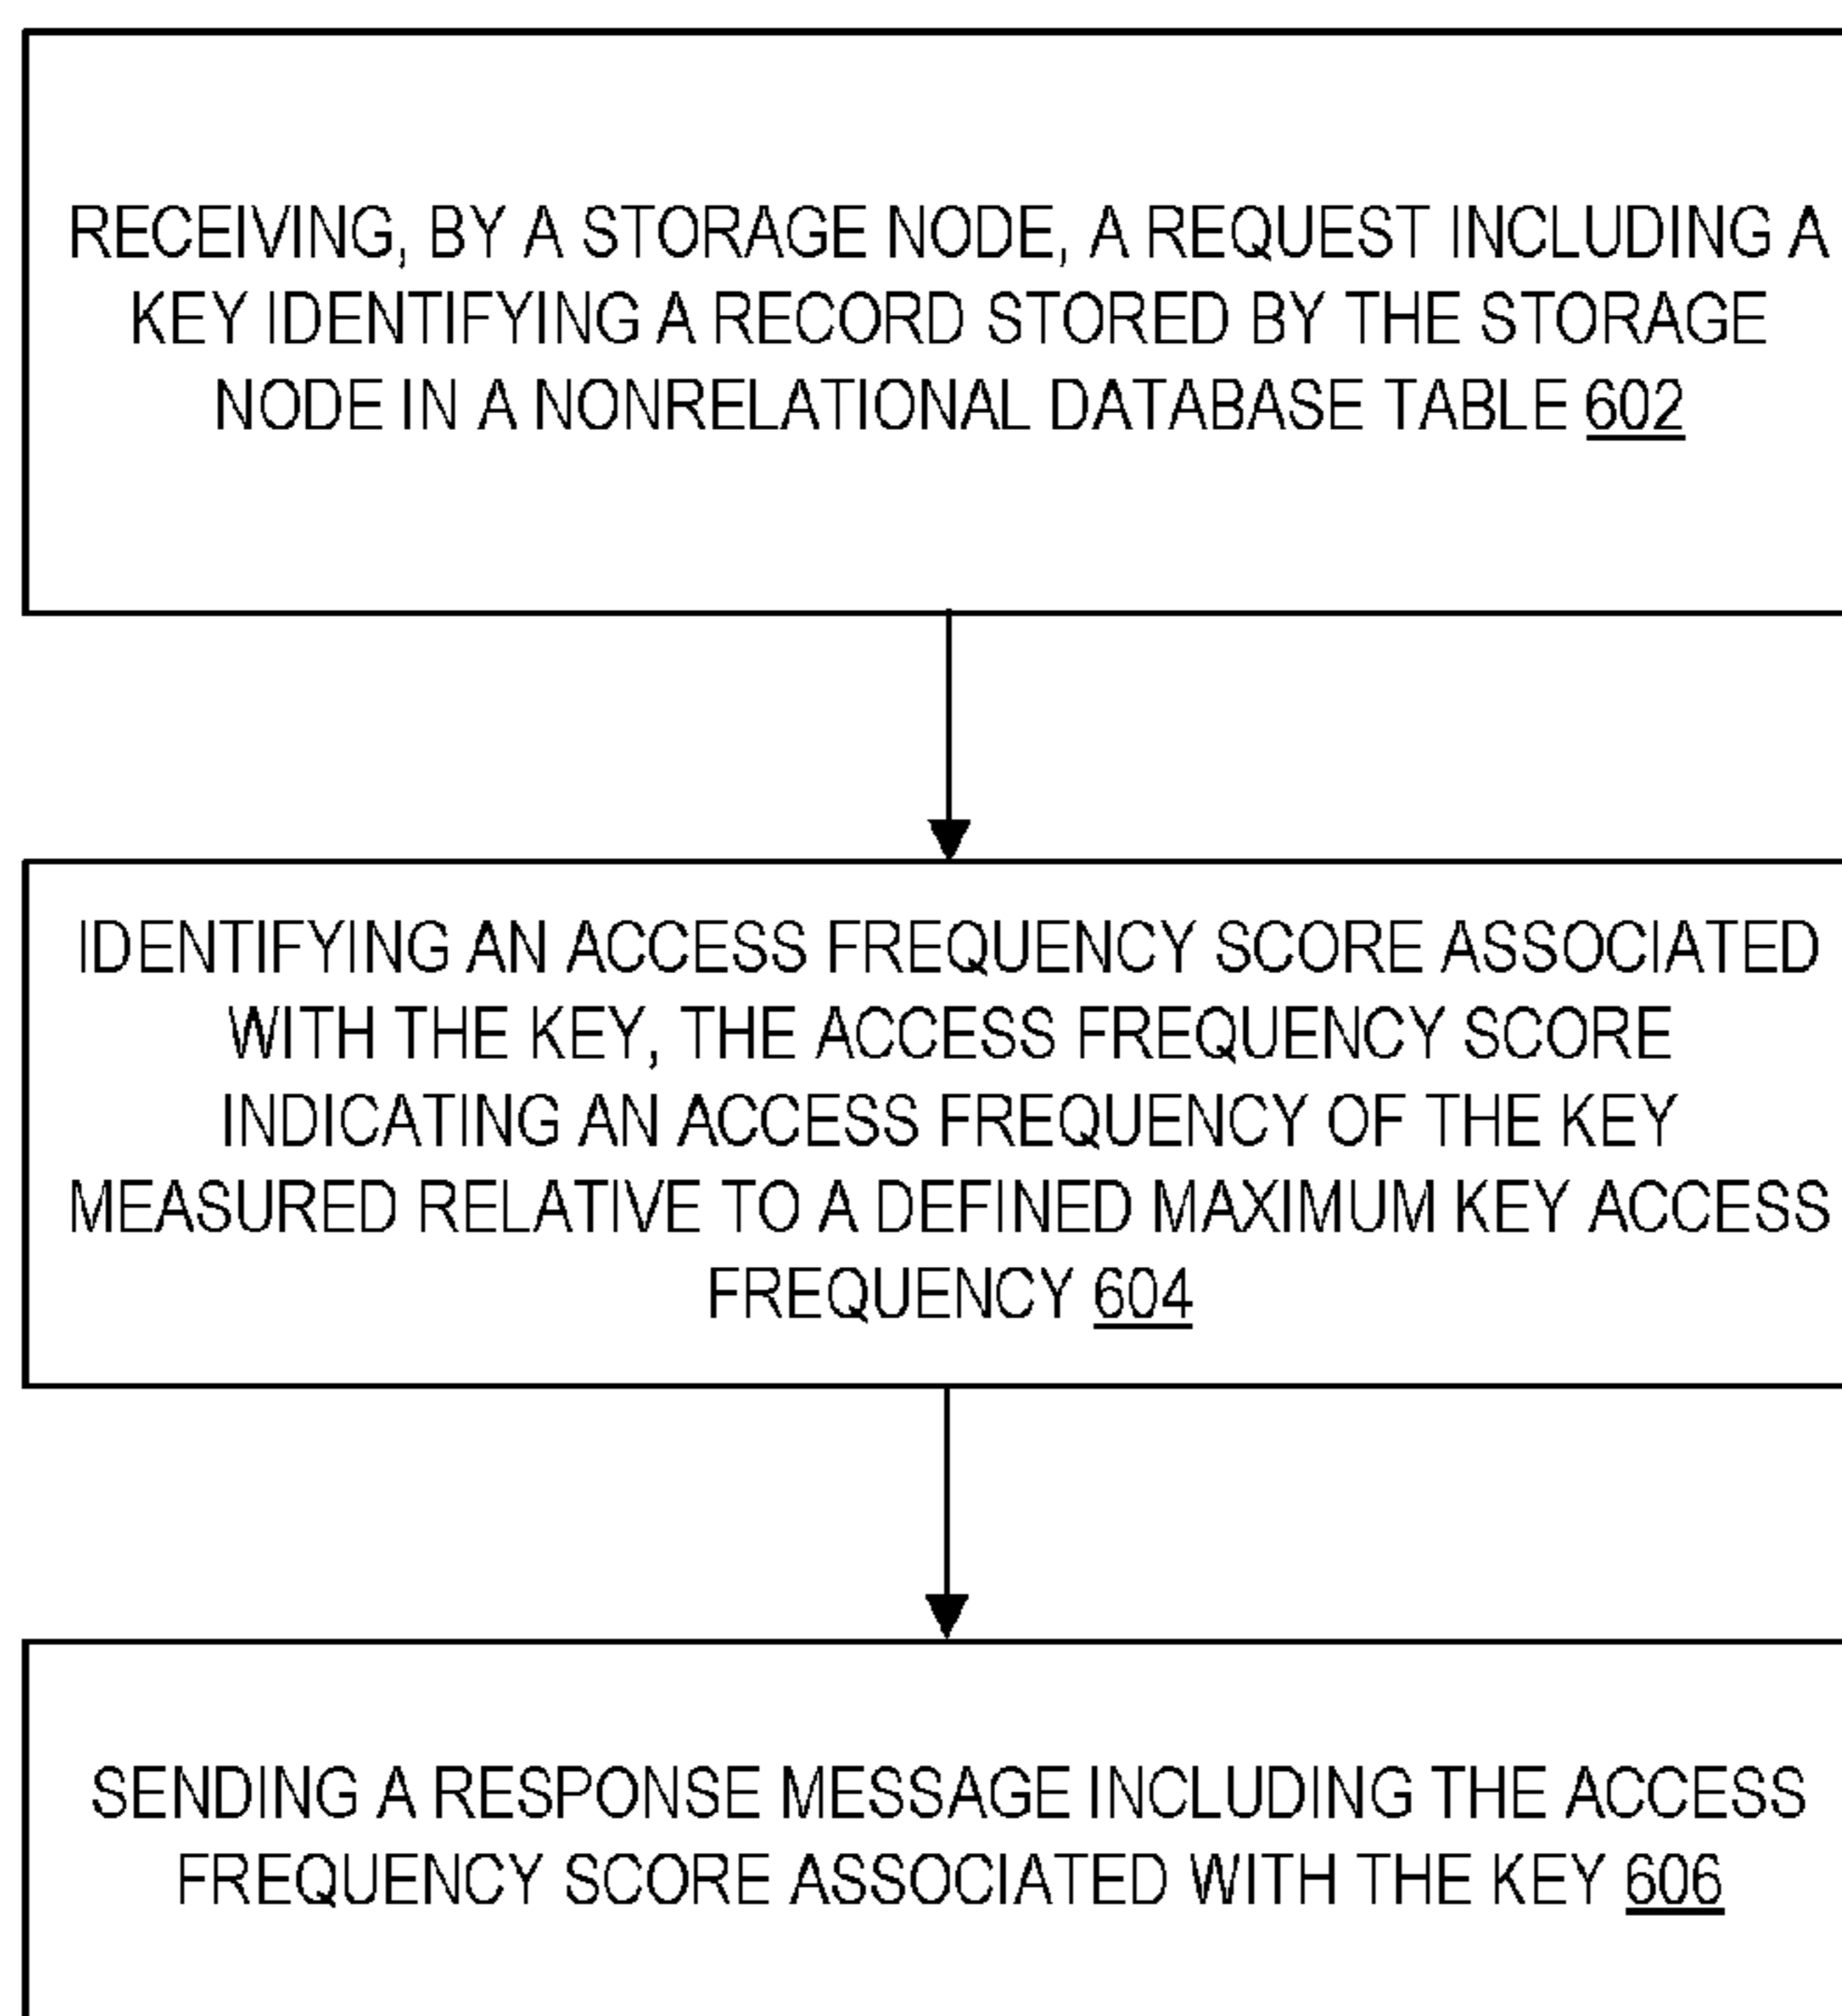 RECEIVING, BY A STORAGE NODE, A REQUEST INCLUDING A
KEY IDENTIFYING A RECORD STORED BY THE STORAGE
NODE IN A NONRELATIONAL DATABASE TABLE 602
IDENTIFYING AN ACCESS FREQUENCY SCORE ASSOCIATED
WITH THE KEY, THE ACCESS FREQUENCY SCORE
INDICATING AN ACCESS FREQUENCY OF THE KEY
MEASURED RELATIVE TO A DEFINED MAXIMUM KEY ACCESS
FREQUENCY 604
SENDING A RESPONSE MESSAGE INCLUDING THE ACCESS
FREQUENCY SCORE ASSOCIATED WITH THE KEY 606